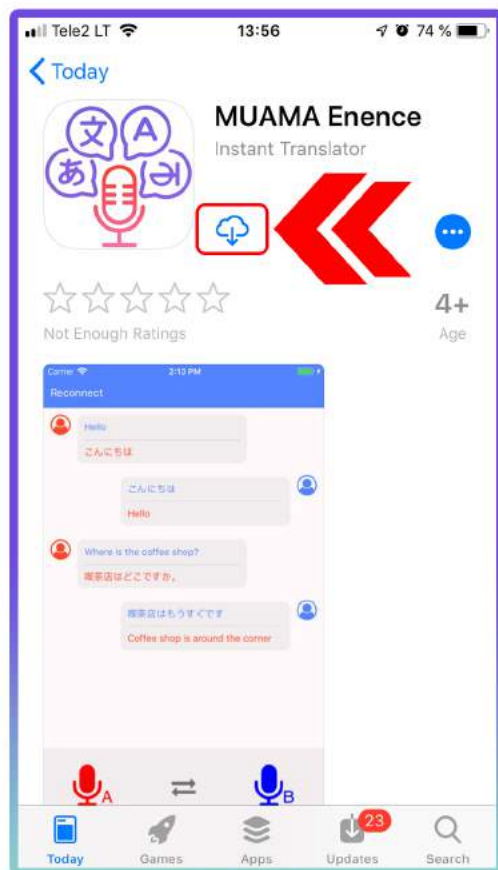 Tele2 LT 13:56 74 %
Today
文 A
あ
MUAMA Enence
Instant Translator
Not Enough Ratings
4+
Age
Carrier 2:13 PM
Reconnect
Hello
こんにちは
こんにちは
Hello
Where is the coffee shop?
喫茶店はどこですか。
喫茶店はもうすぐです
Coffee shop is around the corner
A B
23
Today Games Apps Updates Search